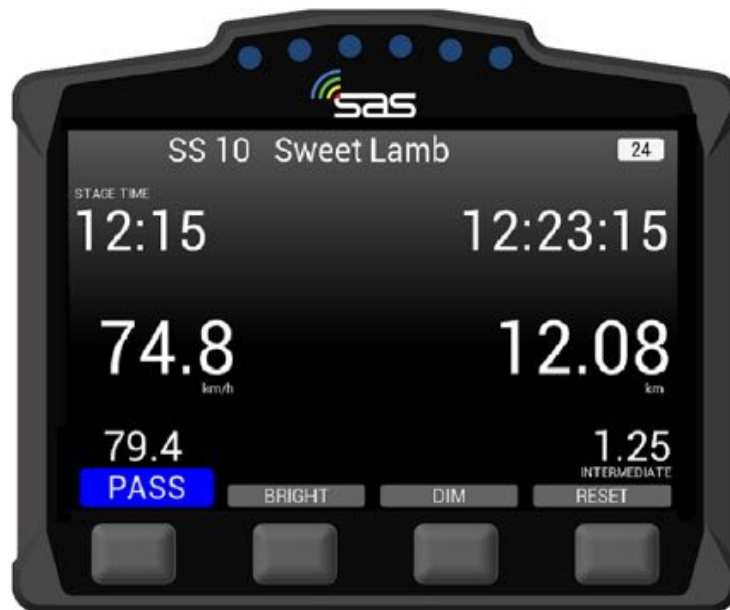 sas
SS 10 Sweet Lamb 24
STAGE TIME
12:15 12:23:15
74.8 12.08
km/h km
79.4 1.25
INTERMEDIATE
PASS BRIGHT DIM RESET